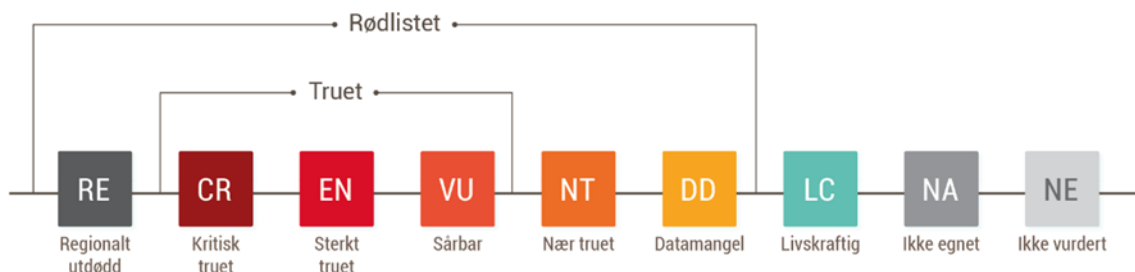 Rødlistet
Truet
RE
CR
EN
VU
NT
DD
LC
NA
NE
Regionalt
utdødd
Kritisk
truet
Sterkt
truet
Sårbar
Nær truet
Datamangel
Livskraftig
Ikke egnet
Ikke vurdert